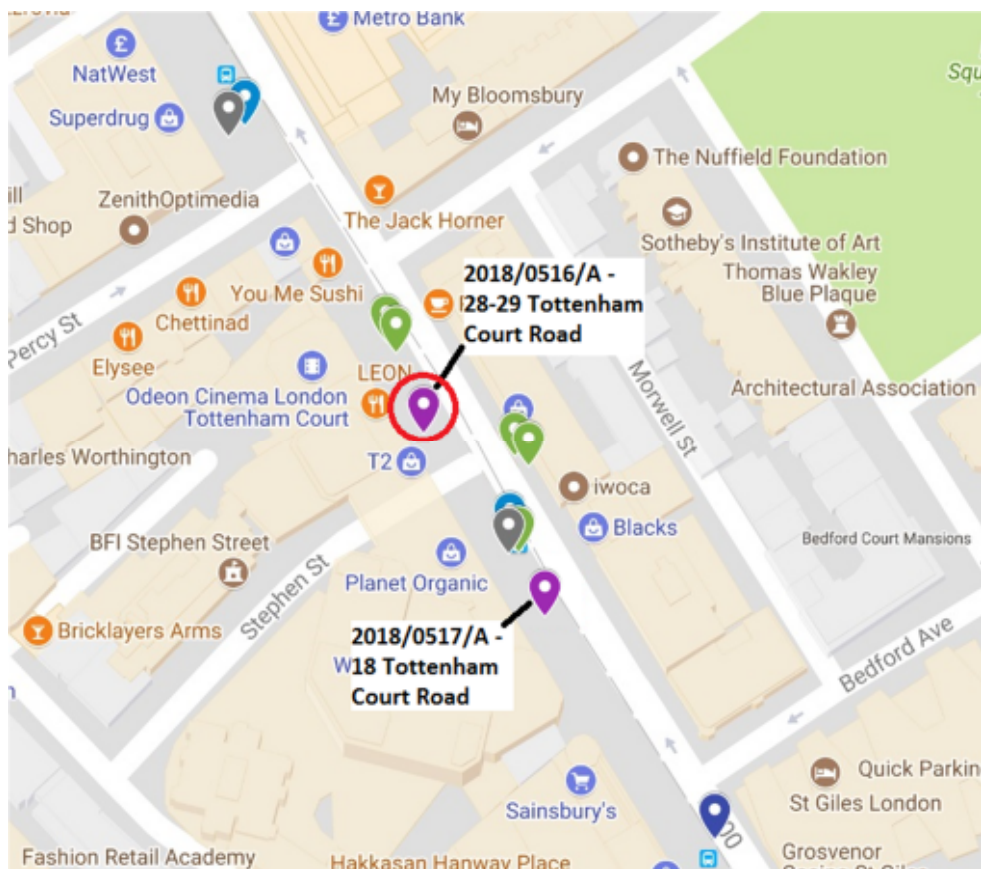 Metro Bank
NatWest
Superdrug
My Bloomsbury
The Nuffield Foundation
ZenithOptimedia
d Shop
The Jack Horner
Sotheby's Institute of Art
Thomas Wakley
Blue Plaque
2018/0516/A -
28-29 Tottenham
Court Road
You Me Sushi
Chettinad
Percy St
Elysee
LEON
Odeon Cinema London
Tottenham Court
Morwell St
Architectural Association
harles Worthington
T2
iwoca
Blacks
BFI Stephen Street
Bedford Court Mansions
Planet Organic
Stephen St
Bricklayers Arms
2018/0517/A -
18 Tottenham
Court Road
Bedford Ave
Quick Parkin
St Giles London
Sainsbury's
Fashion Retail Academy
Hakkasan Hanway Place
Grosvenor